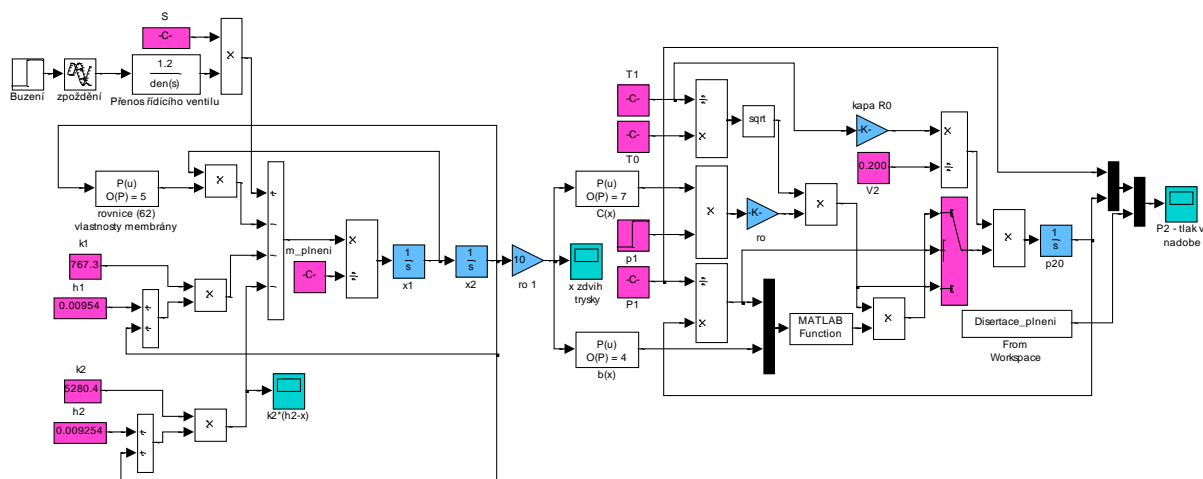 S
-C-
Buzení
zpoždění
1.2
den(s)
Přenos řídícího ventilu
P(u)
O(P) = 5
rovnice (62)
vlastnosty membrány
k1
767.3
h1
0.00954
k2
5280.4
h2
0.009254
k2*(h2-x)
m_plneni
-C-
1
s
x1
1
s
x2
10
ro 1
x zdvih
trysky
P(u)
O(P) = 7
C(x)
P(u)
O(P) = 4
b(x)
T1
-C-
-C-
T0
p1
-C-
P1
sqrt
-K-
ro
kapa R0
-K-
0.200
V2
MATLAB
Function
1
s
p20
Disertace_plneni
From
Workspace
P2 - tlak v
nadobe